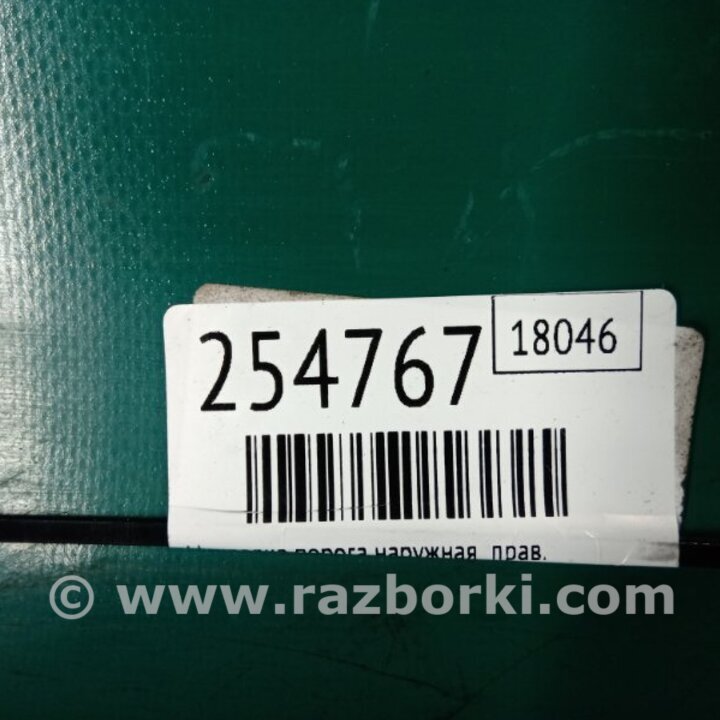 254767
18046
порога наружная прав.
© www.razborki.com